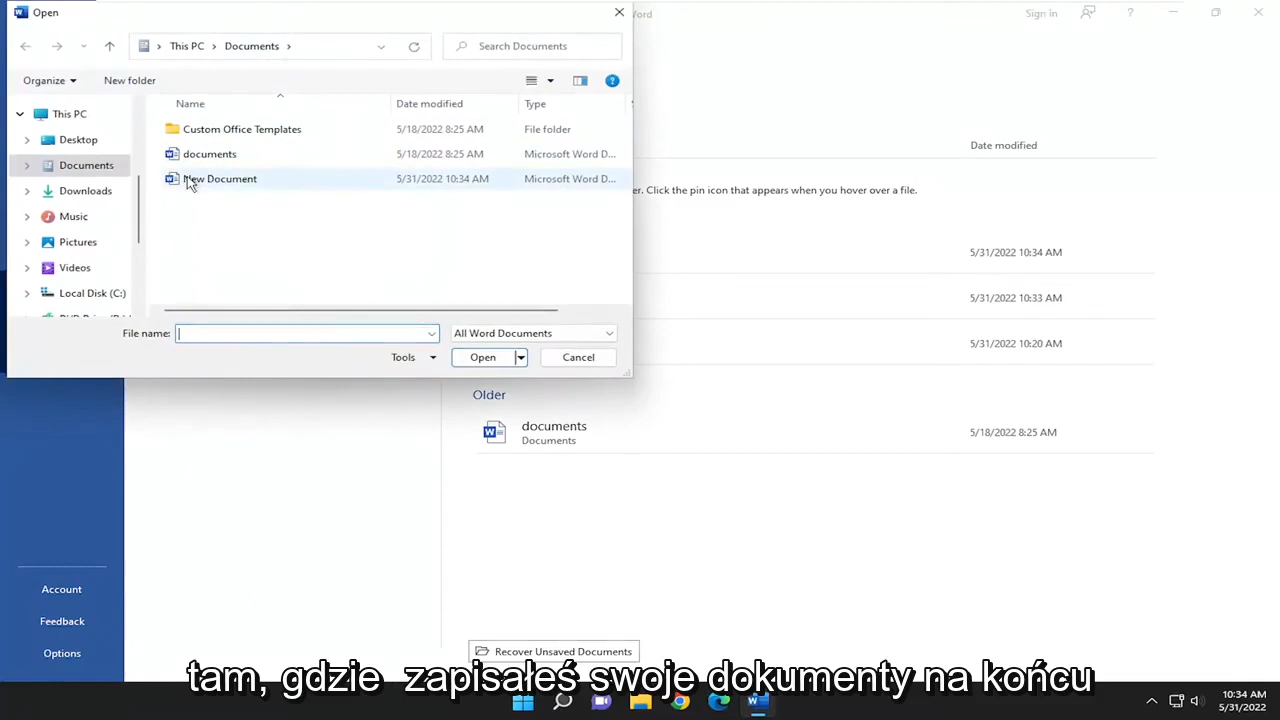 Open
Word
Sign in
?
This PC > Documents >
Search Documents
Organize
New folder
?
Name
Date modified
Type
This PC
Desktop
Documents
Downloads
Music
Pictures
Videos
Local Disk (C:)
Custom Office Templates 5/18/2022 8:25 AM File folder
documents 5/18/2022 8:25 AM Microsoft Word D...
New Document 5/31/2022 10:34 AM Microsoft Word D...
File name:
All Word Documents
Tools
Open
Cancel
Date modified
er. Click the pin icon that appears when you hover over a file.
5/31/2022 10:34 AM
5/31/2022 10:33 AM
5/31/2022 10:20 AM
Older
documents
Documents
5/18/2022 8:25 AM
Account
Feedback
Options
Recover Unsaved Documents
tam, gdzie zapisałeś swoje dokumenty na końcu
10:34 AM
5/31/2022